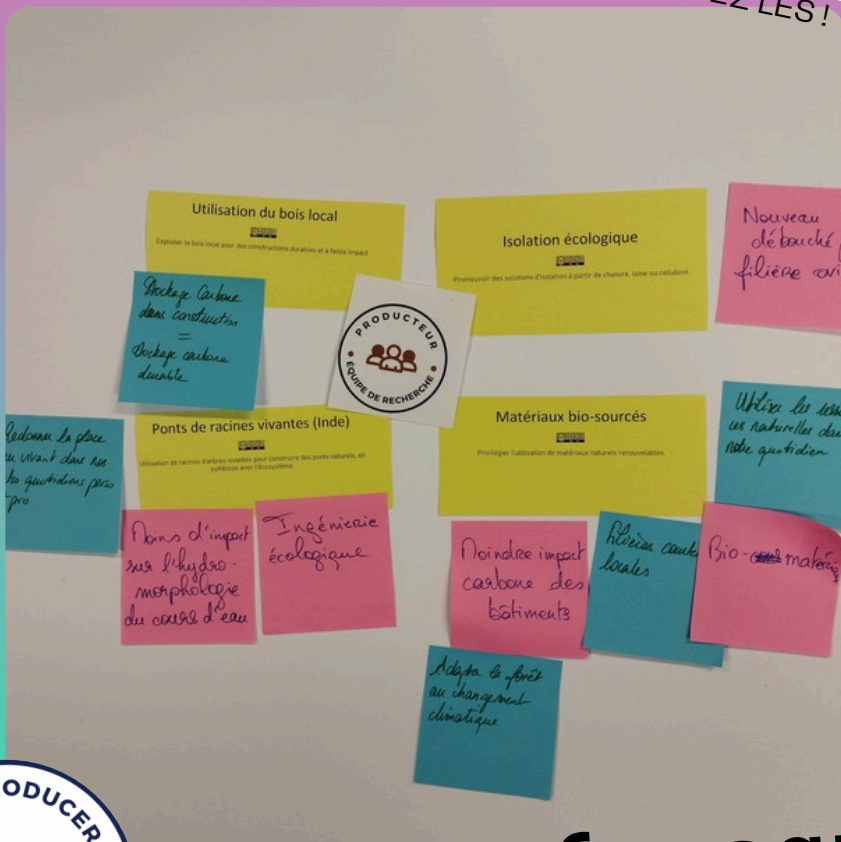 EZ LES !
Utilisation du bois local
Exploiter le bois local pour des constructions durables et à faible impact.
Isolation écologique
Promouvoir des solutions d'isolation à partir de chanvre, laine ou cellulose.
Nouveau
débouché
filière
Stockage Carbone
dans construction
=
Stockage carbone
durable
PRODUCTEUR
ÉQUIPE DE RECHERCHE
Ponts de racines vivantes (Inde)
Utilisation de racines d'arbres vivantes pour construire des ponts naturels, en
symbiose avec l'écosystème.
Matériaux bio-sourcés
Privilégier l'utilisation de matériaux naturels renouvelables.
Utiliser les
naturelles
notre quotidien
Redonner la place
vivant dans nos
quotidiens perso
pro
Moins d'impact
sur l'hydro-
morphologie
du cours d'eau
Ingénierie
écologique
Moindre impact
carbone des
bâtiments
Filières
locales
Bio-
Adapter la forêt
au changement
climatique
ODUCER